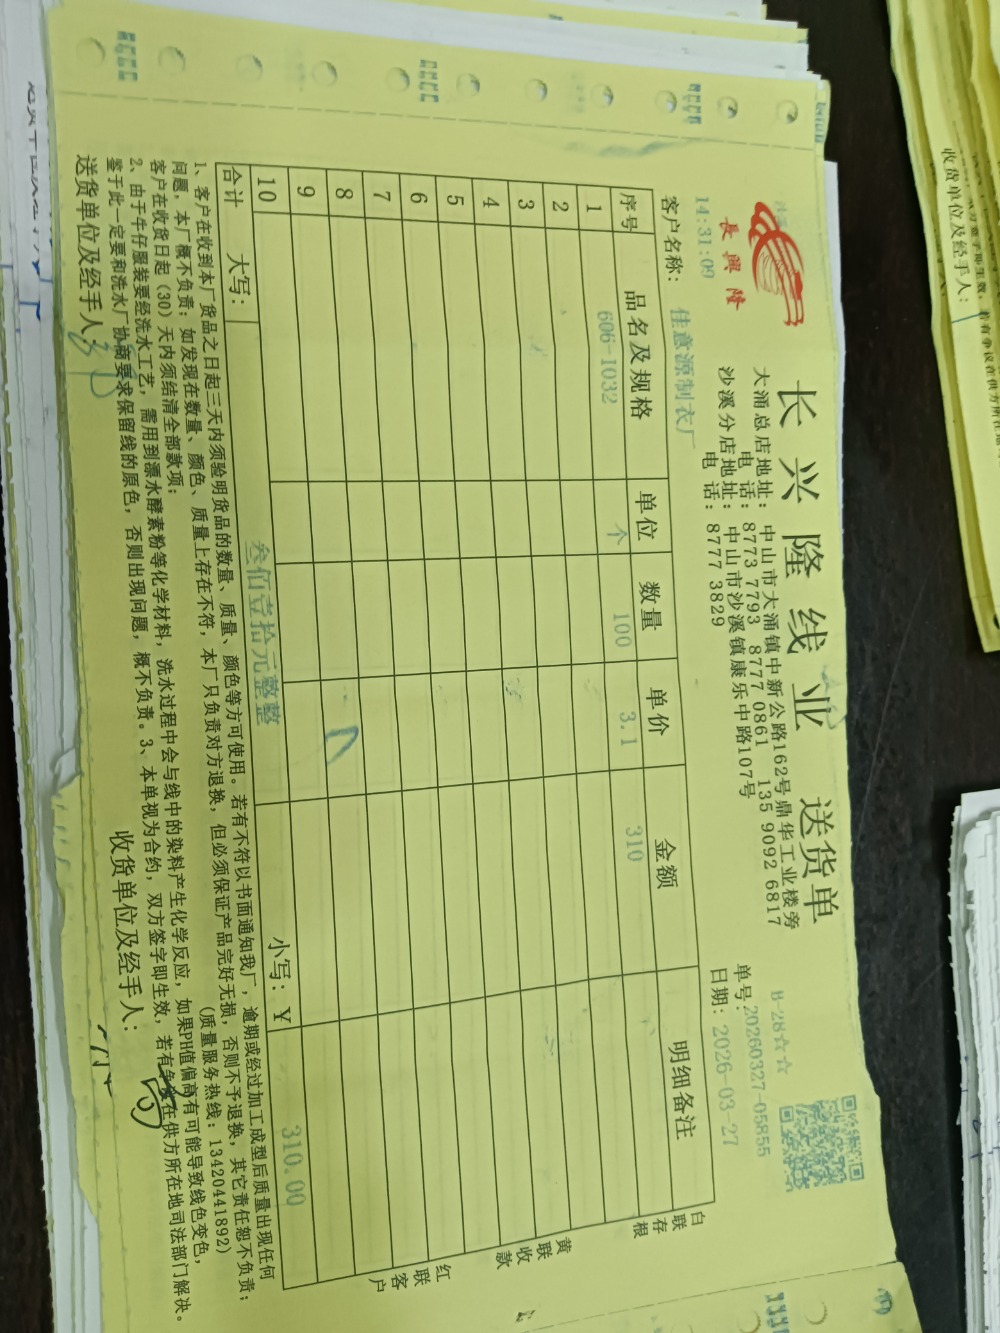 長興隆
长兴隆线业 送货单
大涌总店地址：中山市大涌镇中新公路162号鼎华工业楼旁
电 话：8773 7793 8777 0861 135 9092 6817
沙溪分店地址：中山市沙溪镇康乐中路107号
电 话：8777 3829
B-28☆☆
单号：20260327-05855
14:31:09
日期：2026-03-27
客户名称：佳意源制衣厂
序号 品名及规格 单位 数量 单价 金额 明细备注
1 606-1032 个 100 3.1 310
2
3
4
5
6
7
8
9
10
合计 大写：叁佰壹拾元整整 小写：¥ 310.00
白联存根
黄联收款
红联客户
1、客户在收到本厂货品之日起三天内须验明货品的数量、质量、颜色等方可使用。若有不符以书面通知我厂，逾期或经过加工成型后质量出现任何
问题，本厂概不负责；如发现在数量、颜色、质量上存在不符，本厂只负责对方退换，但必须保证产品完好无损，否则不予退换，其它责任恕不负责；
客户在收货日起（30）天内须结清全部款项； （质量服务热线：13420441892）
2、由于牛仔服装要经洗水工艺，需用到漂水酵素粉等化学材料，洗水过程中会与线中的染料产生化学反应，如果PH值偏高有可能导致线色变色，
鉴于此一定要和洗水厂协商要求保留线的原色，否则出现问题，概不负责。3、本单视为合约，双方签字即生效，若有争议在供方所在地司法部门解决。
送货单位及经手人： 收货单位及经手人：
收货单位及经手人：